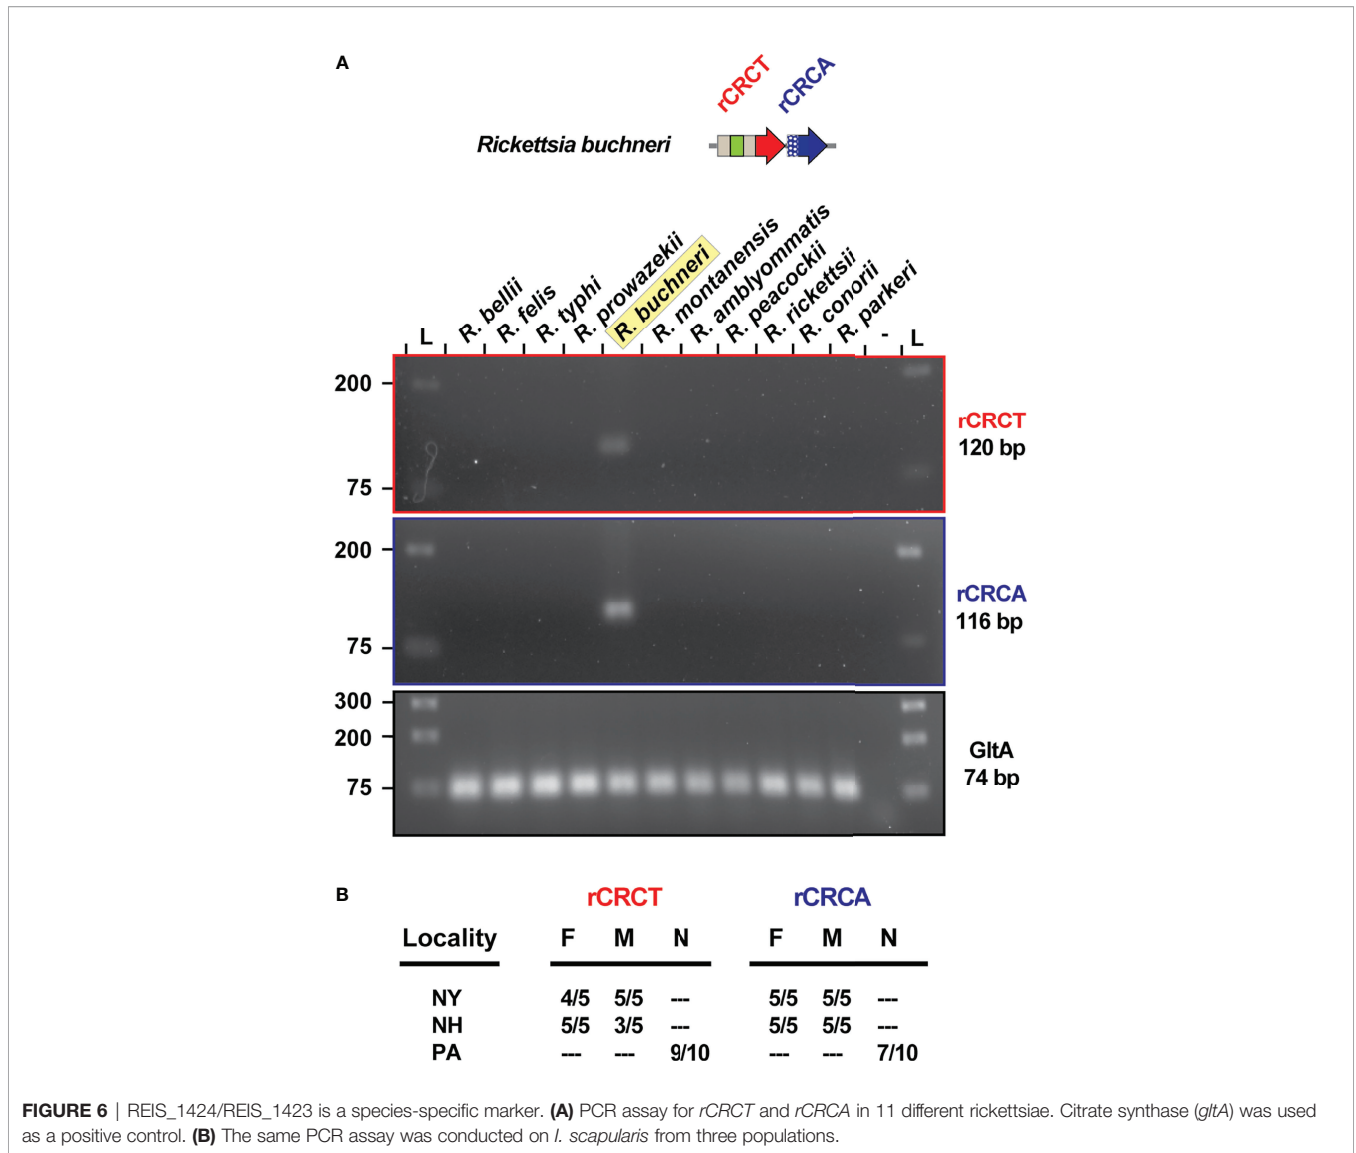 A
rCRCT rCRCA
Rickettsia buchneri
L R. bellii R. felis R. typhi R. prowazekii R. buchneri R. montanensis R. amblyommatis R. peacockii R. rickettsii R. conorii R. parkeri - L
200
rCRCT
120 bp
75
200
rCRCA
116 bp
75
300
200
GltA
74 bp
75
B
rCRCT rCRCA
Locality F M N F M N
NY 4/5 5/5 --- 5/5 5/5 ---
NH 5/5 3/5 --- 5/5 5/5 ---
PA --- --- 9/10 --- --- 7/10
FIGURE 6 | REIS_1424/REIS_1423 is a species-specific marker. (A) PCR assay for rCRCT and rCRCA in 11 different rickettsiae. Citrate synthase (gltA) was used
as a positive control. (B) The same PCR assay was conducted on I. scapularis from three populations.